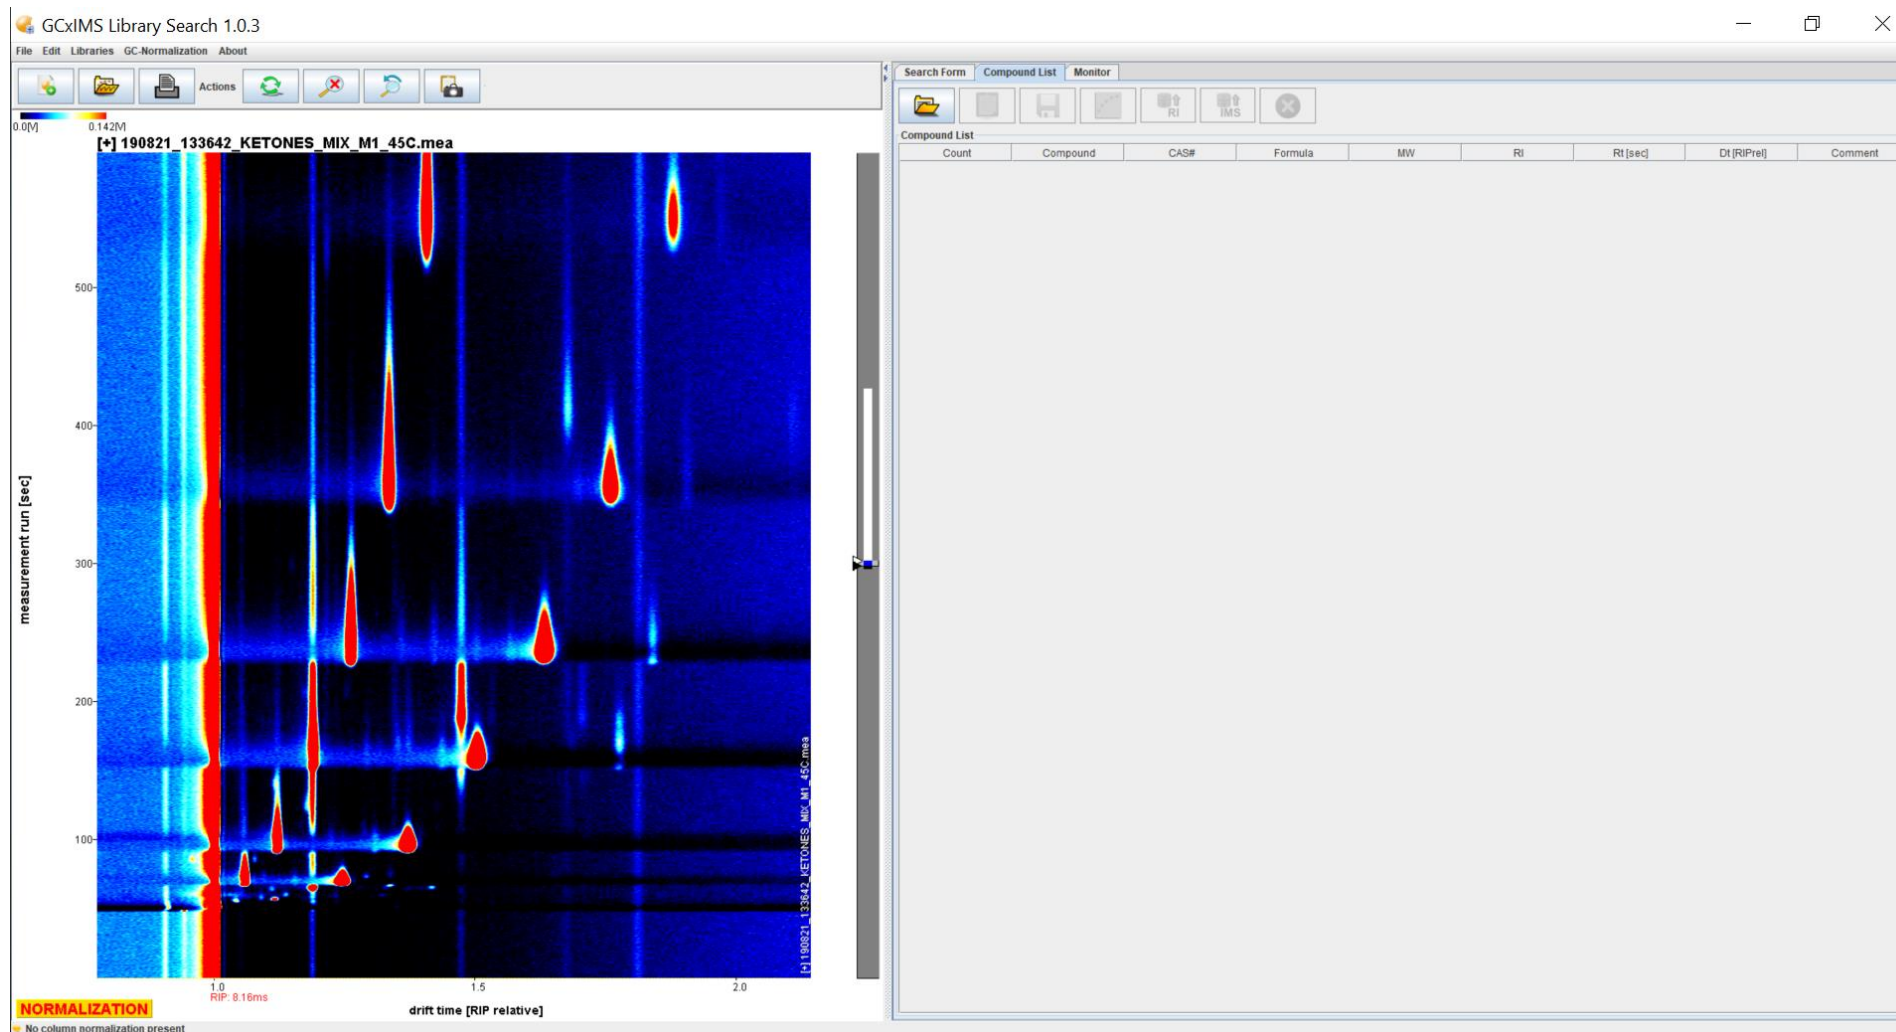 GCxIMS Library Search 1.0.3
File Edit Libraries GC-Normalization About
Actions
0.0[V] 0.142[V]
[+] 190821_133642_KETONES_MIX_M1_45C.mea
measurement run [sec]
500
400
300
200
100
[+] 190821_133642_KETONES_MIX_M1_45C.mea
1.0 1.5 2.0
RIP: 8.16ms
drift time [RIP relative]
NORMALIZATION
No column normalization present
Search Form Compound List Monitor
RI IMS
Compound List
Count Compound CAS# Formula MW RI Rt [sec] Dt [RIPrel] Comment